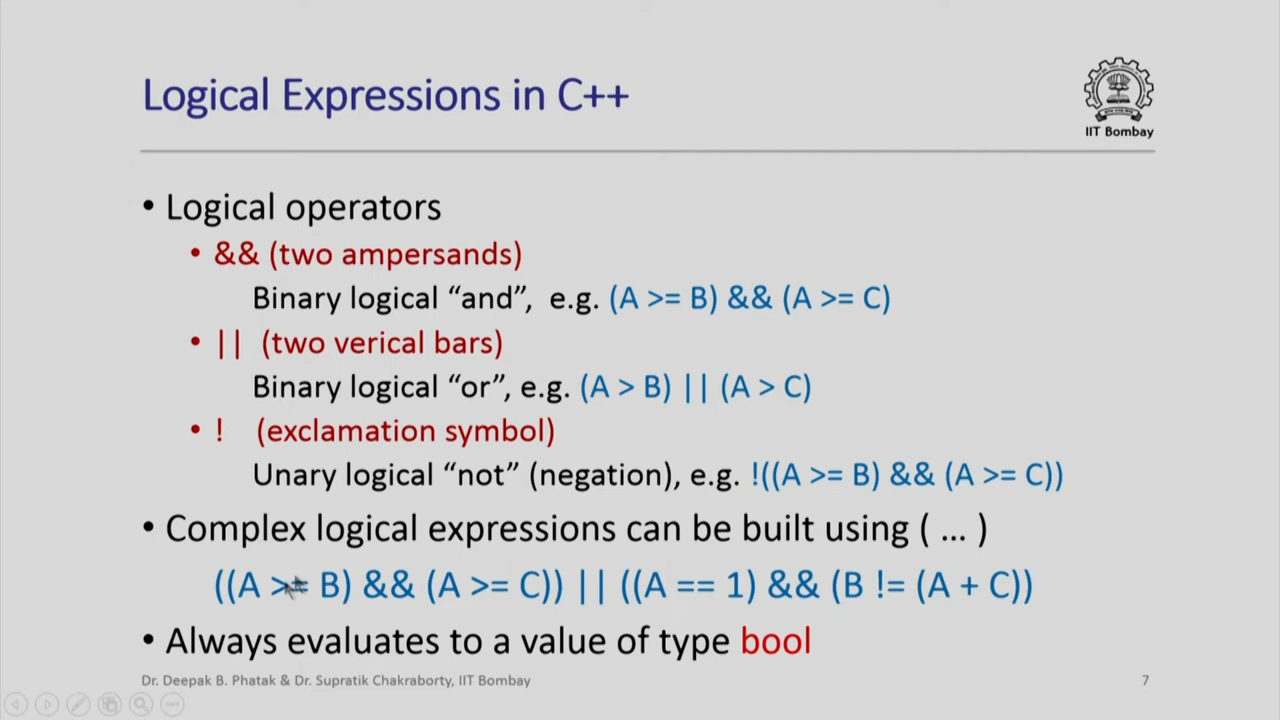 Logical Expressions in C++
IIT Bombay
• Logical operators
• && (two ampersands)
Binary logical “and”, e.g. (A >= B) && (A >= C)
• || (two verical bars)
Binary logical “or”, e.g. (A > B) || (A > C)
• ! (exclamation symbol)
Unary logical “not” (negation), e.g. !((A >= B) && (A >= C))
• Complex logical expressions can be built using ( ... )
((A >= B) && (A >= C)) || ((A == 1) && (B != (A + C))
• Always evaluates to a value of type bool
Dr. Deepak B. Phatak & Dr. Supratik Chakraborty, IIT Bombay
7